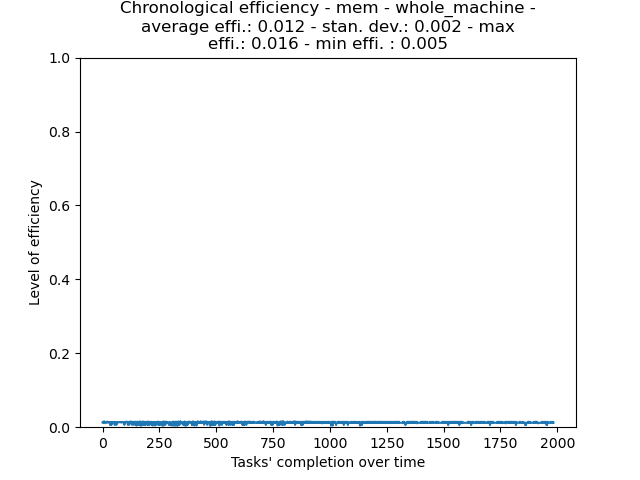 Chronological efficiency - mem - whole_machine -
average effi.: 0.012 - stan. dev.: 0.002 - max
effi.: 0.016 - min effi. : 0.005
1.0
0.8
0.6
0.4
0.2
0.0
Level of efficiency
0 250 500 750 1000 1250 1500 1750 2000
Tasks' completion over time